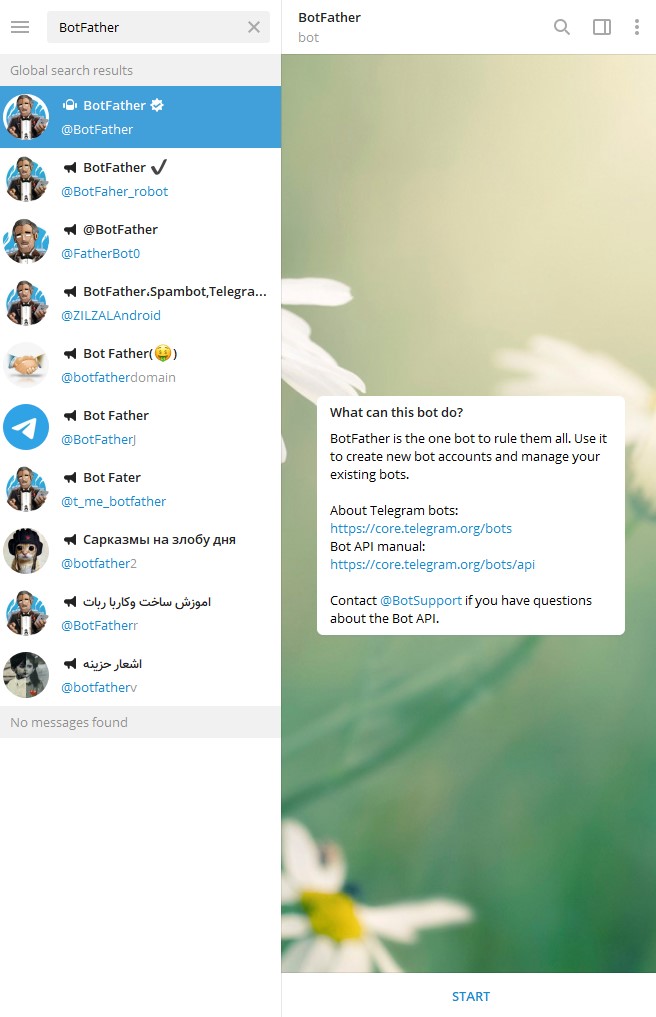 BotFather
Global search results
BotFather
@BotFather
BotFather ✔
@BotFaher_robot
@BotFather
@FatherBot0
BotFather،Spambot,Telegra...
@ZILZALAndroid
Bot Father(🤑)
@botfatherdomain
Bot Father
@BotFatherJ
Bot Fater
@t_me_botfather
Сарказмы на злобу дня
@botfather2
اموزش ساخت وکاربا ربات
@BotFatherr
اشعار حزینه
@botfatherv
No messages found
BotFather
bot
What can this bot do?
BotFather is the one bot to rule them all. Use it
to create new bot accounts and manage your
existing bots.
About Telegram bots:
https://core.telegram.org/bots
Bot API manual:
https://core.telegram.org/bots/api
Contact @BotSupport if you have questions
about the Bot API.
START